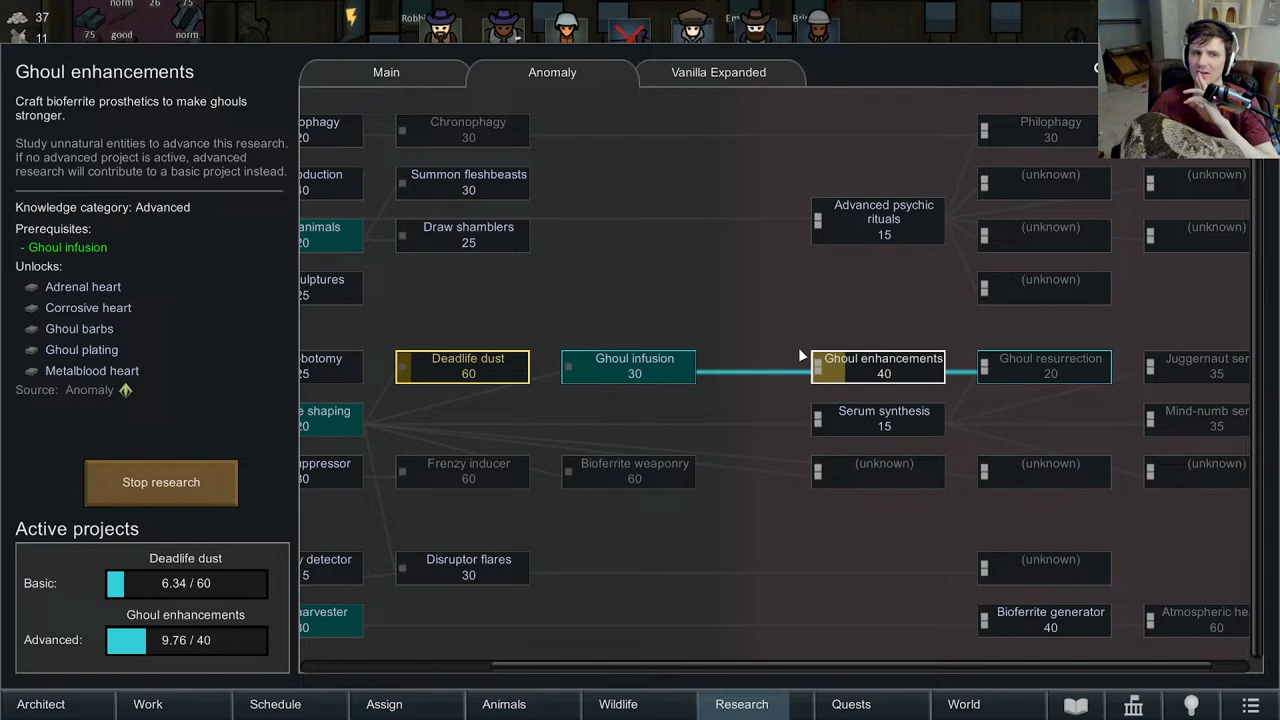 37
11
norm
26
75
75
good
norm
Robb
Em
Bri
Ghoul enhancements
Craft bioferrite prosthetics to make ghouls
stronger.
Study unnatural entities to advance this research.
If no advanced project is active, advanced
research will contribute to a basic project instead.
Knowledge category: Advanced
Prerequisites:
- Ghoul infusion
Unlocks:
Adrenal heart
Corrosive heart
Ghoul barbs
Ghoul plating
Metalblood heart
Source: Anomaly
Stop research
Active projects
Deadlife dust
Basic:
6.34 / 60
Ghoul enhancements
Advanced:
9.76 / 40
Main
Anomaly
Vanilla Expanded
ophagy
20
Chronophagy
30
Philophagy
30
oduction
40
Summon fleshbeasts
30
(unknown)
(unknown)
animals
20
Draw shamblers
25
Advanced psychic
rituals
15
(unknown)
(unknown)
ulptures
25
(unknown)
obotomy
25
Deadlife dust
60
Ghoul infusion
30
Ghoul enhancements
40
Ghoul resurrection
20
Juggernaut ser
35
e shaping
20
Serum synthesis
15
Mind-numb ser
35
uppressor
30
Frenzy inducer
60
Bioferrite weaponry
60
(unknown)
(unknown)
(unknown)
y detector
5
Disruptor flares
30
(unknown)
arvester
30
Bioferrite generator
40
Atmospheric he
60
Architect
Work
Schedule
Assign
Animals
Wildlife
Research
Quests
World